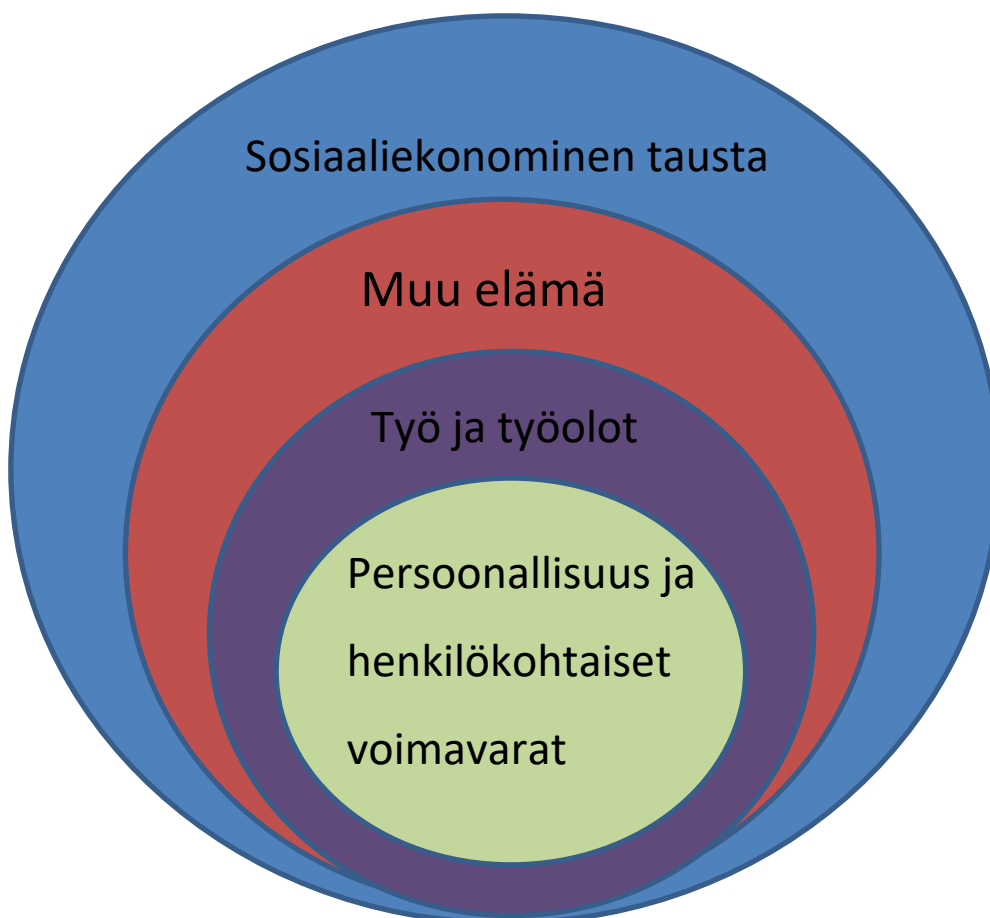 Sosiaaliekonominen tausta
Muu elämä
Työ ja työolot
Persoonallisuus ja
henkilökohtaiset
voimavarat